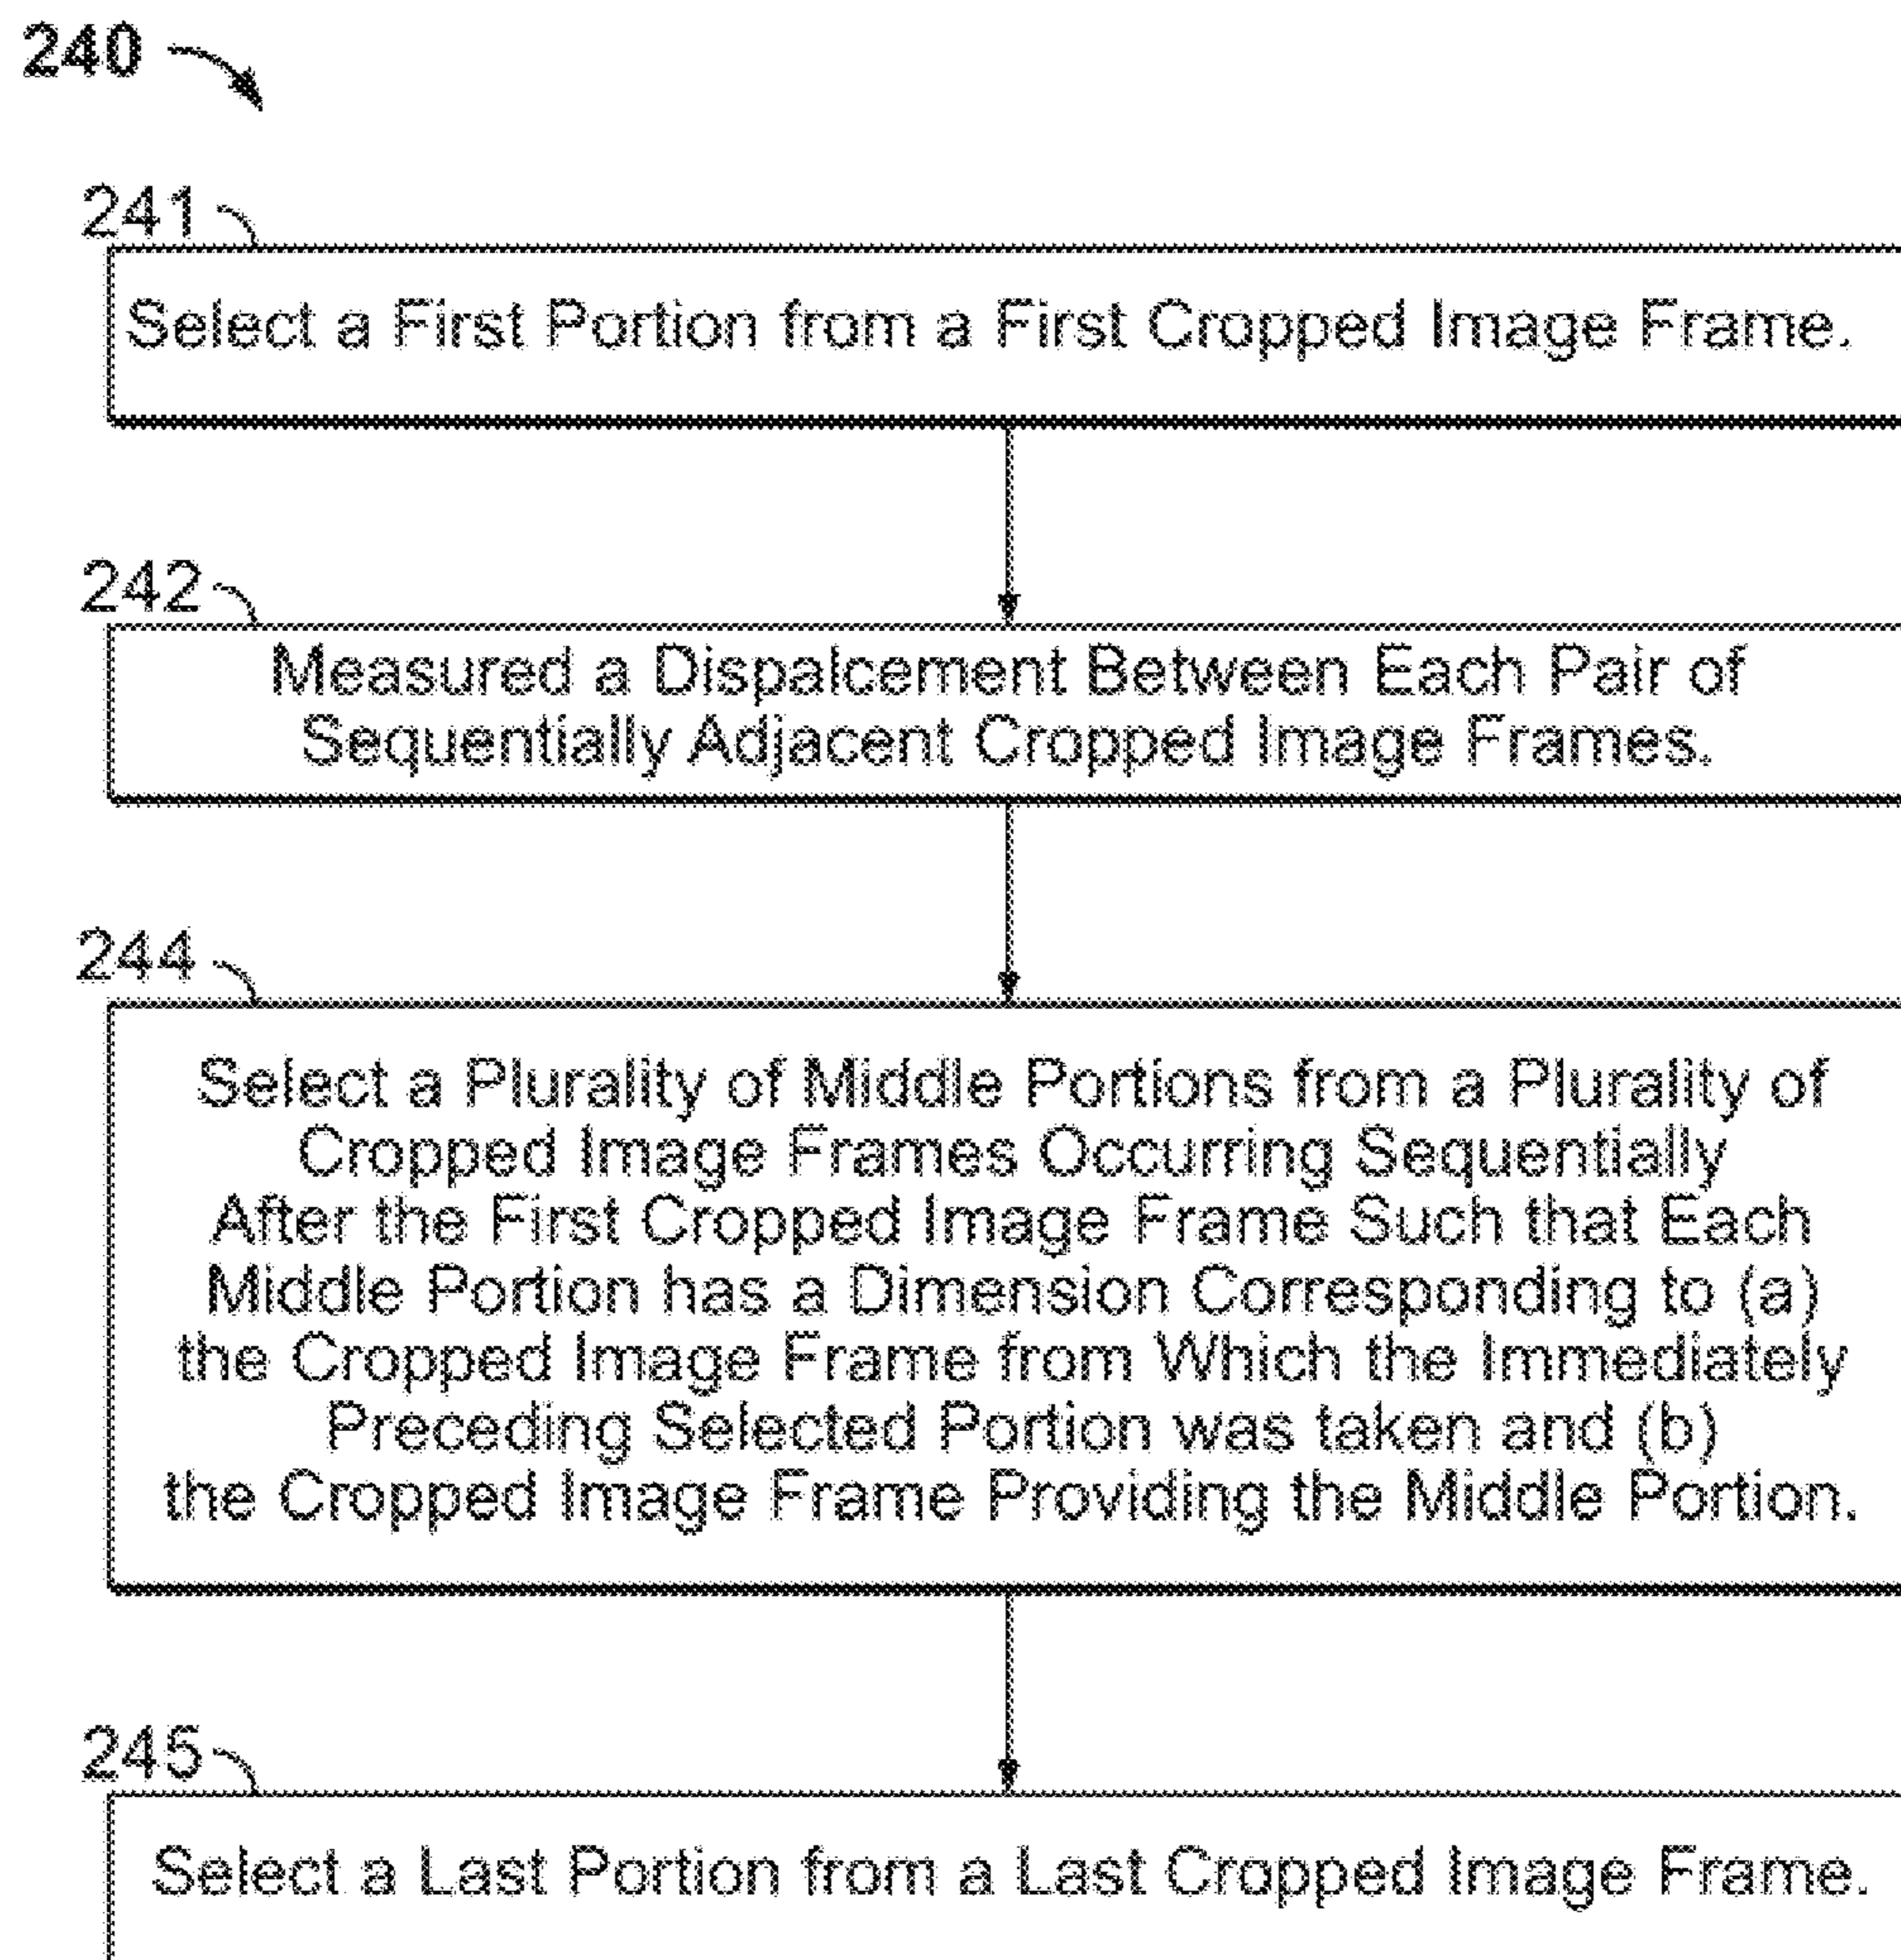 240
241
Select a First Portion from a First Cropped Image Frame.
242
Measured a Dispalcement Between Each Pair of
Sequentially Adjacent Cropped Image Frames.
244
Select a Plurality of Middle Portions from a Plurality of
Cropped Image Frames Occurring Sequentially
After the First Cropped Image Frame Such that Each
Middle Portion has a Dimension Corresponding to (a)
the Cropped Image Frame from Which the Immediately
Preceding Selected Portion was taken and (b)
the Cropped Image Frame Providing the Middle Portion.
245
Select a Last Portion from a Last Cropped Image Frame.